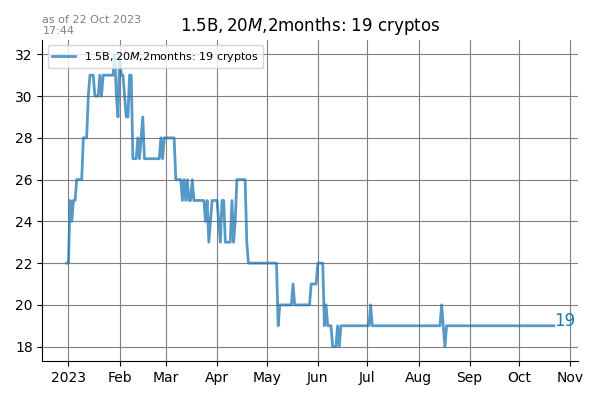 as of 22 Oct 2023
17:44
1.5B, 20M,2months: 19 cryptos
1.5B, 20M,2months: 19 cryptos
32
30
28
26
24
22
20
18
19
2023 Feb Mar Apr May Jun Jul Aug Sep Oct Nov